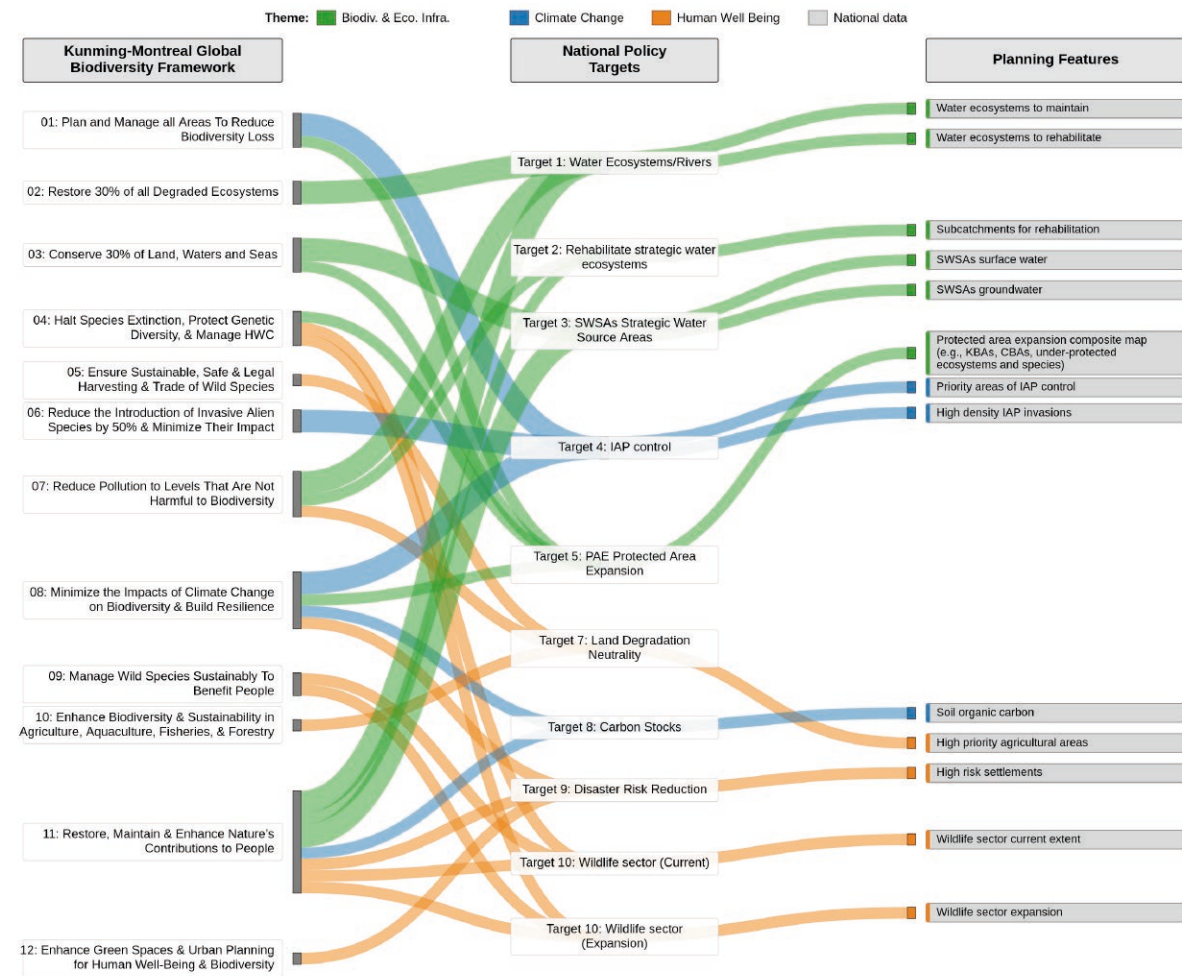 Theme: Biodiv. & Eco. Infra. Climate Change Human Well Being National data
Kunming-Montreal Global
Biodiversity Framework
National Policy
Targets
Planning Features
01: Plan and Manage all Areas To Reduce
Biodiversity Loss
02: Restore 30% of all Degraded Ecosystems
03: Conserve 30% of Land, Waters and Seas
04: Halt Species Extinction, Protect Genetic
Diversity, & Manage HWC
05: Ensure Sustainable, Safe & Legal
Harvesting & Trade of Wild Species
06: Reduce the Introduction of Invasive Alien
Species by 50% & Minimize Their Impact
07: Reduce Pollution to Levels That Are Not
Harmful to Biodiversity
08: Minimize the Impacts of Climate Change
on Biodiversity & Build Resilience
09: Manage Wild Species Sustainably To
Benefit People
10: Enhance Biodiversity & Sustainability in
Agriculture, Aquaculture, Fisheries, & Forestry
11: Restore, Maintain & Enhance Nature's
Contributions to People
12: Enhance Green Spaces & Urban Planning
for Human Well-Being & Biodiversity
Target 1: Water Ecosystems/Rivers
Target 2: Rehabilitate strategic water
ecosystems
Target 3: SWSAs Strategic Water
Source Areas
Target 4: IAP control
Target 5: PAE Protected Area
Expansion
Target 7: Land Degradation
Neutrality
Target 8: Carbon Stocks
Target 9: Disaster Risk Reduction
Target 10: Wildlife sector (Current)
Target 10: Wildlife sector
(Expansion)
Water ecosystems to maintain
Water ecosystems to rehabilitate
Subcatchments for rehabilitation
SWSAs surface water
SWSAs groundwater
Protected area expansion composite map
(e.g., KBAs, CBAs, under-protected
ecosystems and species)
Priority areas of IAP control
High density IAP invasions
Soil organic carbon
High priority agricultural areas
High risk settlements
Wildlife sector current extent
Wildlife sector expansion